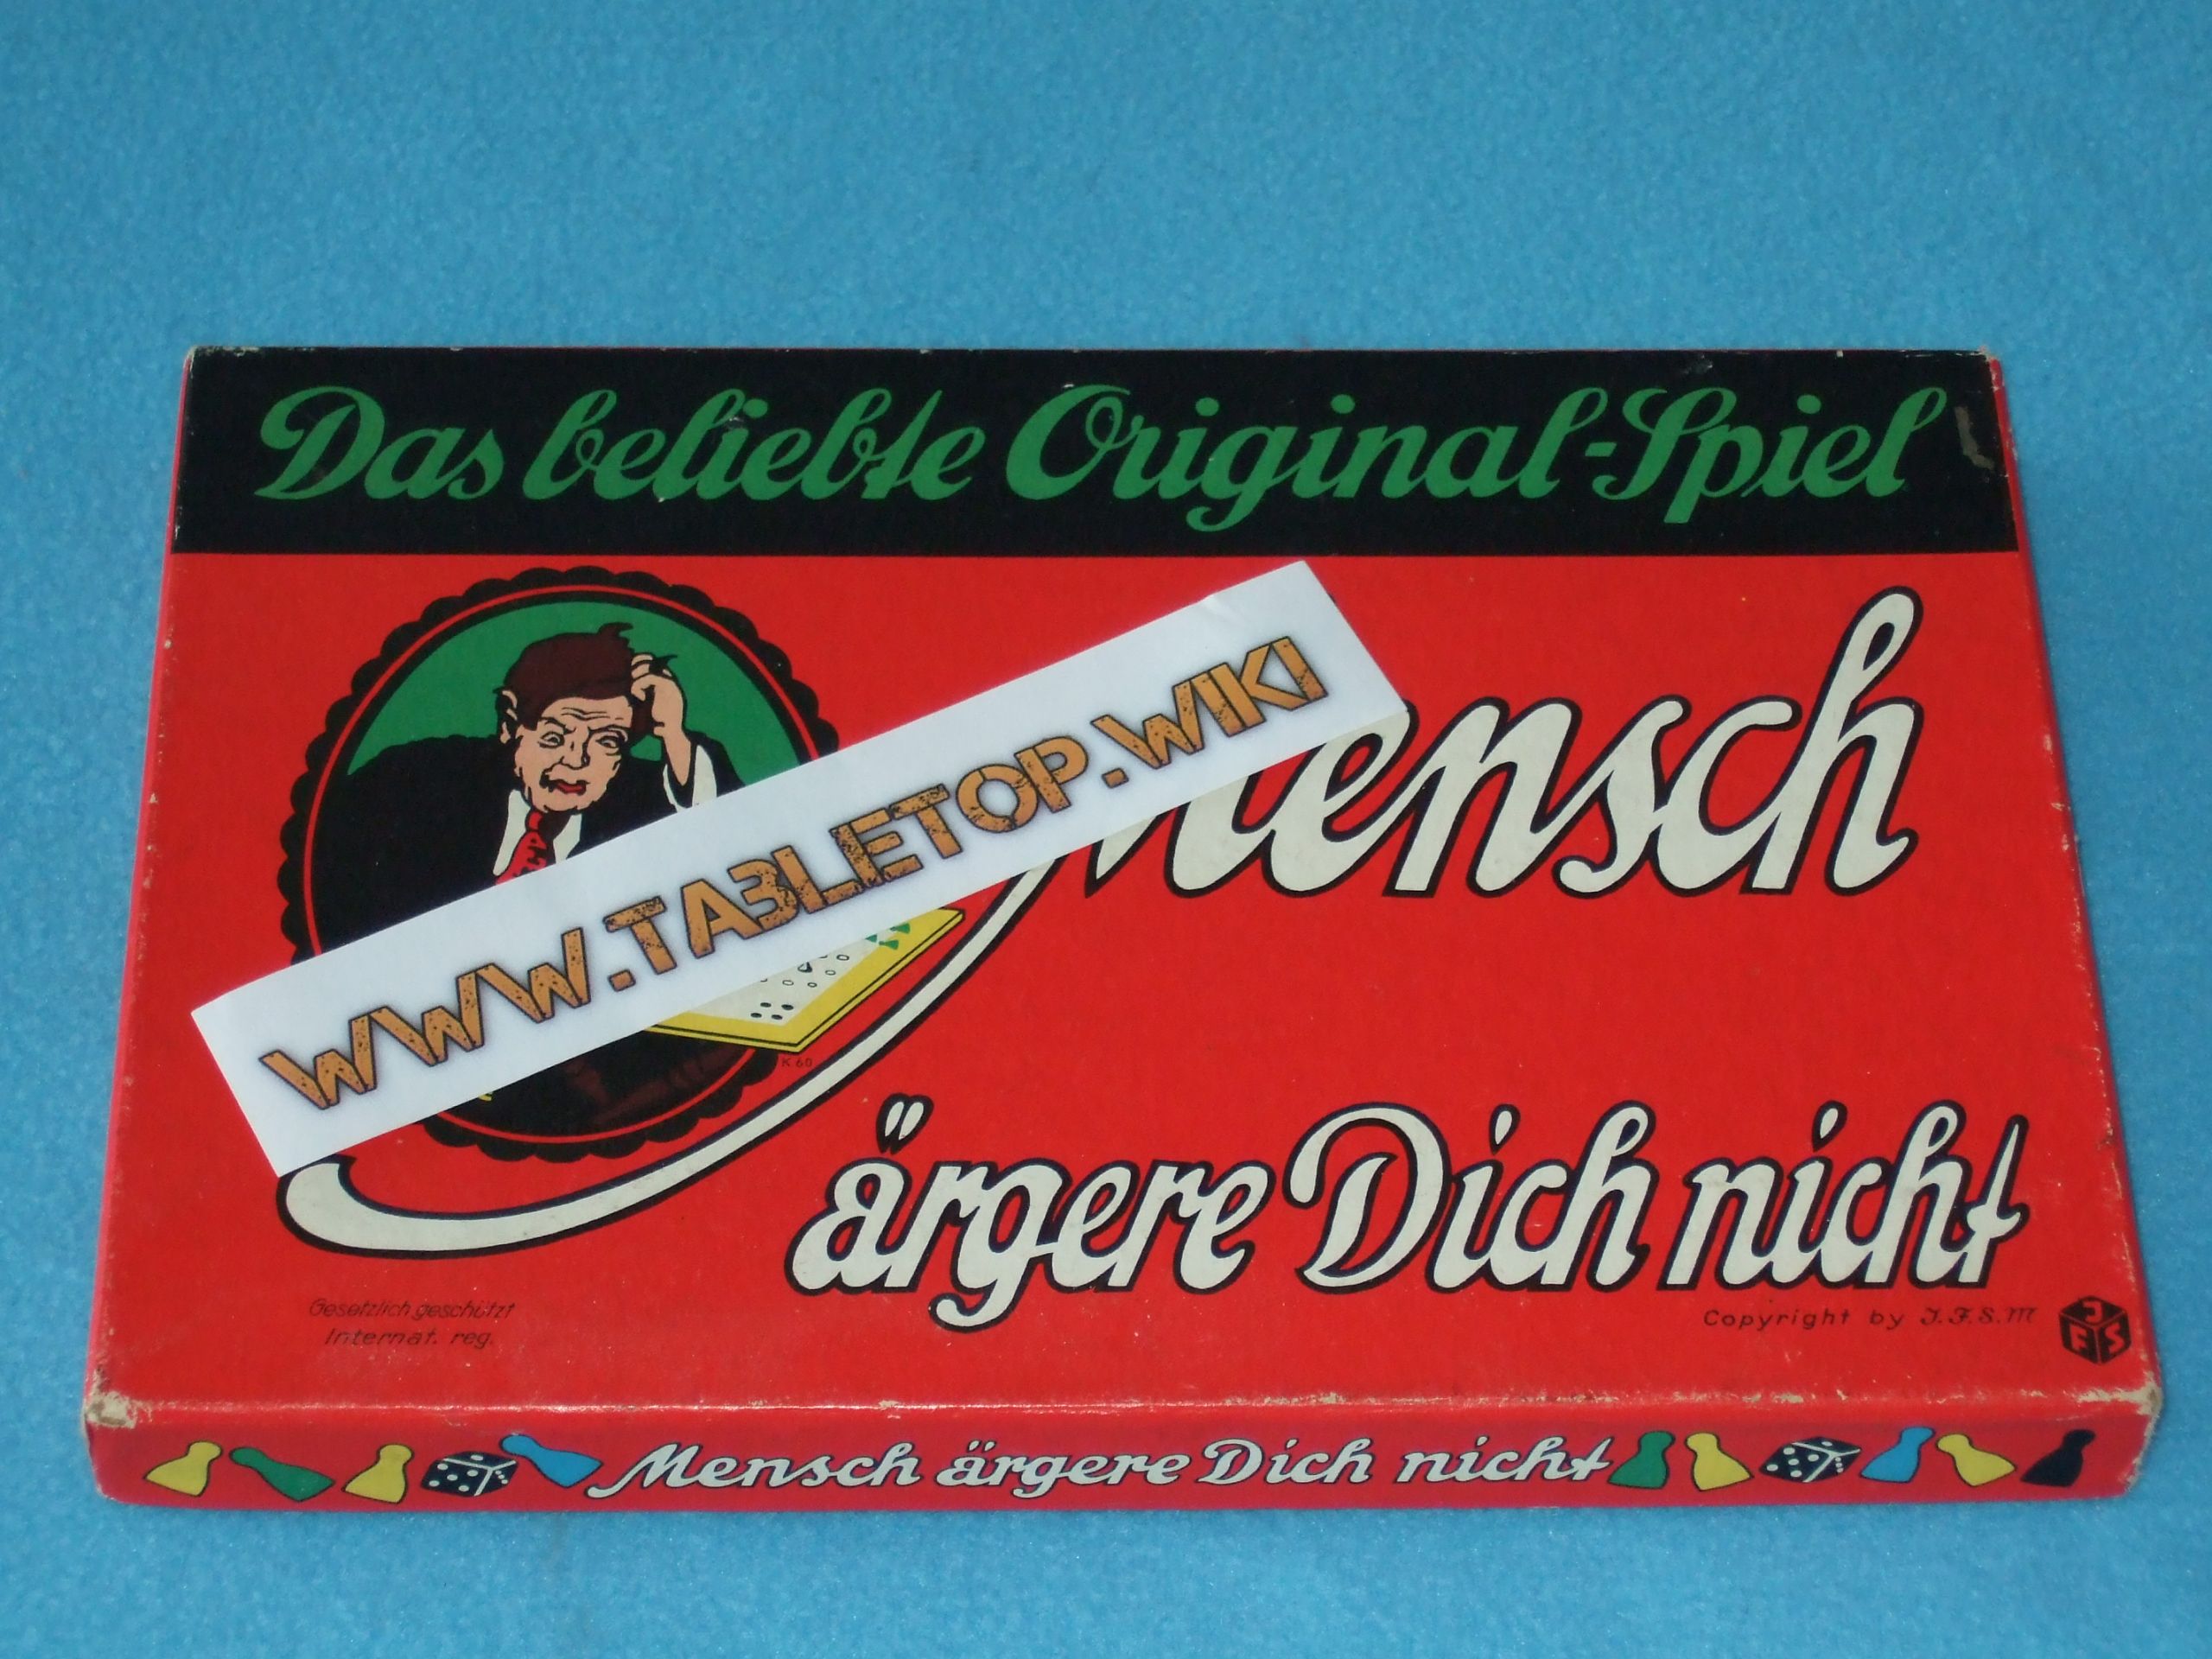 Das beliebte Original-Spiel
WWW.TABLETOP.WIKI
Mensch
ärgere Dich nicht
K 60
Gesetzlich geschützt
Internat. reg.
Copyright by J.F.S.M
J
F S
Mensch ärgere Dich nicht